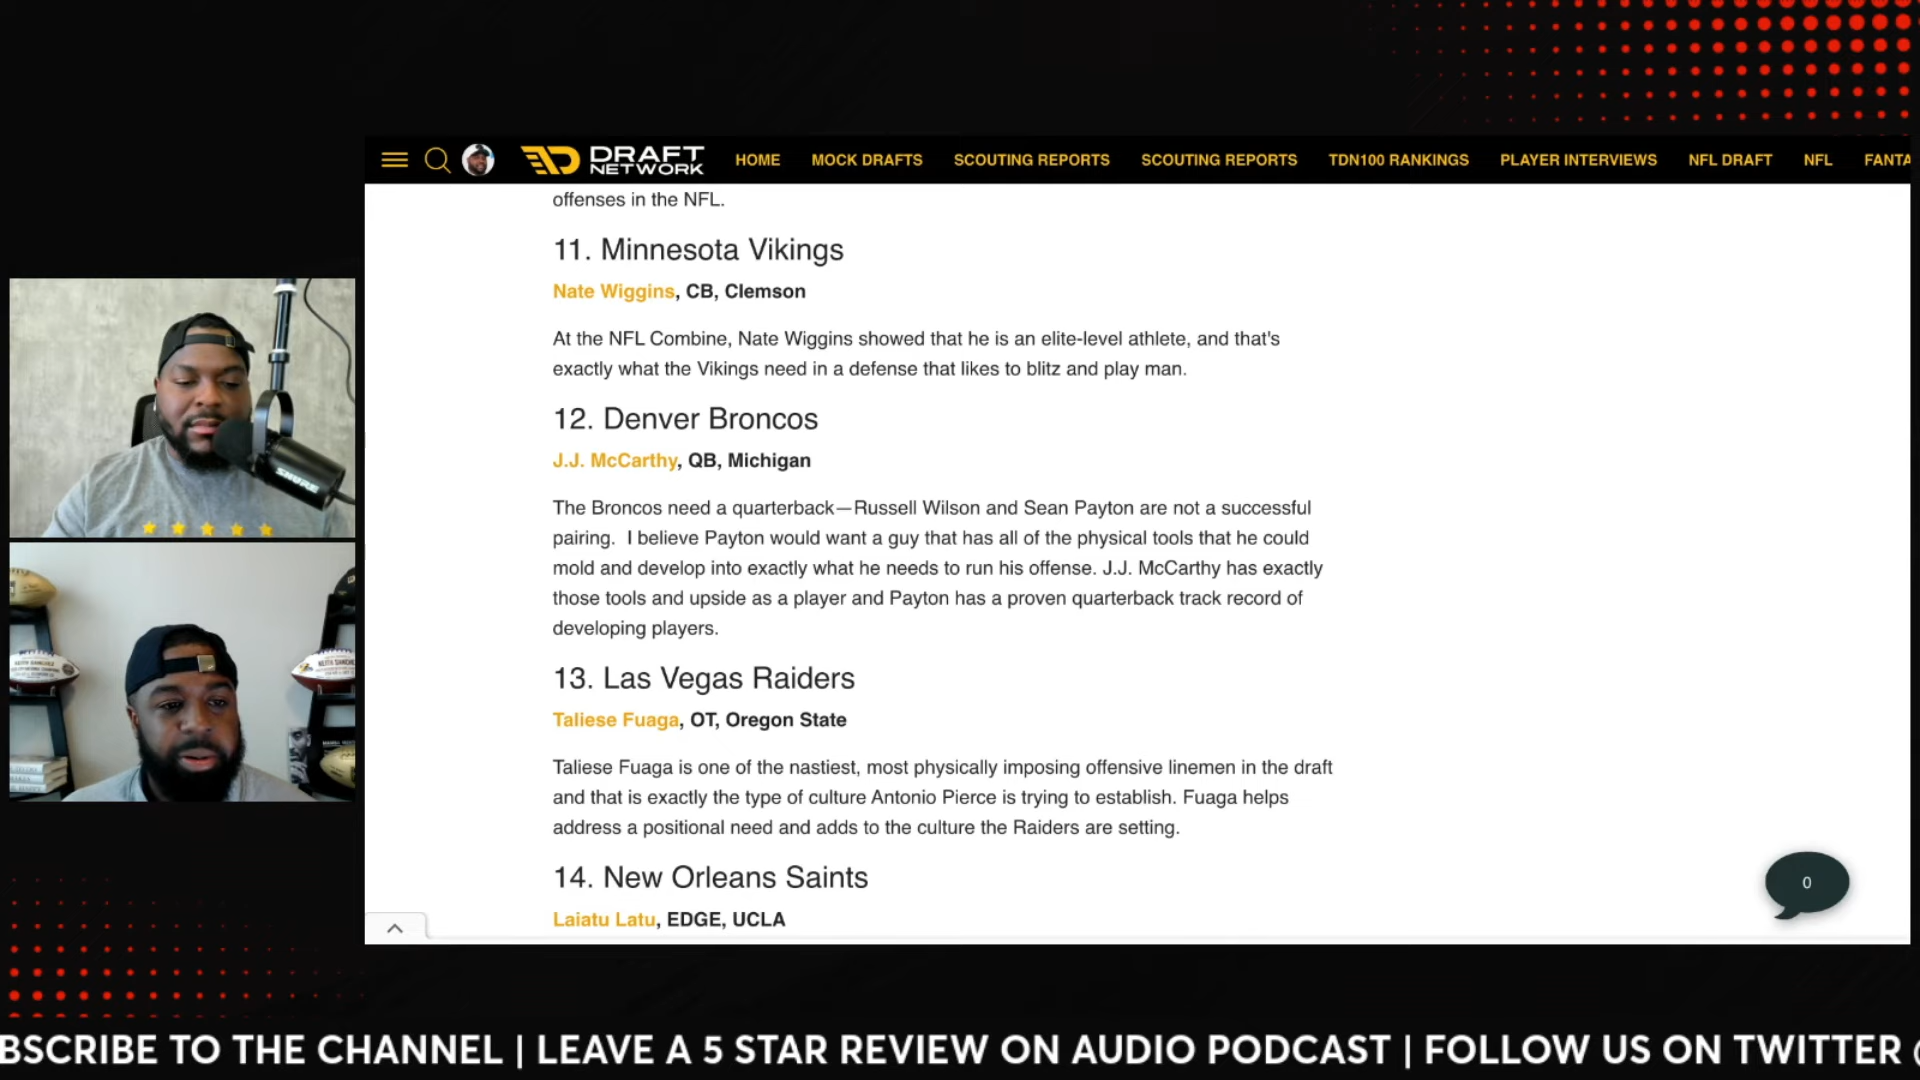 DRAFT
NETWORK
HOME
MOCK DRAFTS
SCOUTING REPORTS
SCOUTING REPORTS
TDN100 RANKINGS
PLAYER INTERVIEWS
NFL DRAFT
NFL
FANTA
offenses in the NFL.
11. Minnesota Vikings
Nate Wiggins, CB, Clemson
At the NFL Combine, Nate Wiggins showed that he is an elite-level athlete, and that's
exactly what the Vikings need in a defense that likes to blitz and play man.
12. Denver Broncos
J.J. McCarthy, QB, Michigan
The Broncos need a quarterback—Russell Wilson and Sean Payton are not a successful
pairing.  I believe Payton would want a guy that has all of the physical tools that he could
mold and develop into exactly what he needs to run his offense. J.J. McCarthy has exactly
those tools and upside as a player and Payton has a proven quarterback track record of
developing players.
13. Las Vegas Raiders
Taliese Fuaga, OT, Oregon State
Taliese Fuaga is one of the nastiest, most physically imposing offensive linemen in the draft
and that is exactly the type of culture Antonio Pierce is trying to establish. Fuaga helps
address a positional need and adds to the culture the Raiders are setting.
14. New Orleans Saints
Laiatu Latu, EDGE, UCLA
0
SHURE
KEITH SANCHEZ
KEITH SANCHE
BSCRIBE TO THE CHANNEL | LEAVE A 5 STAR REVIEW ON AUDIO PODCAST | FOLLOW US ON TWITTER @